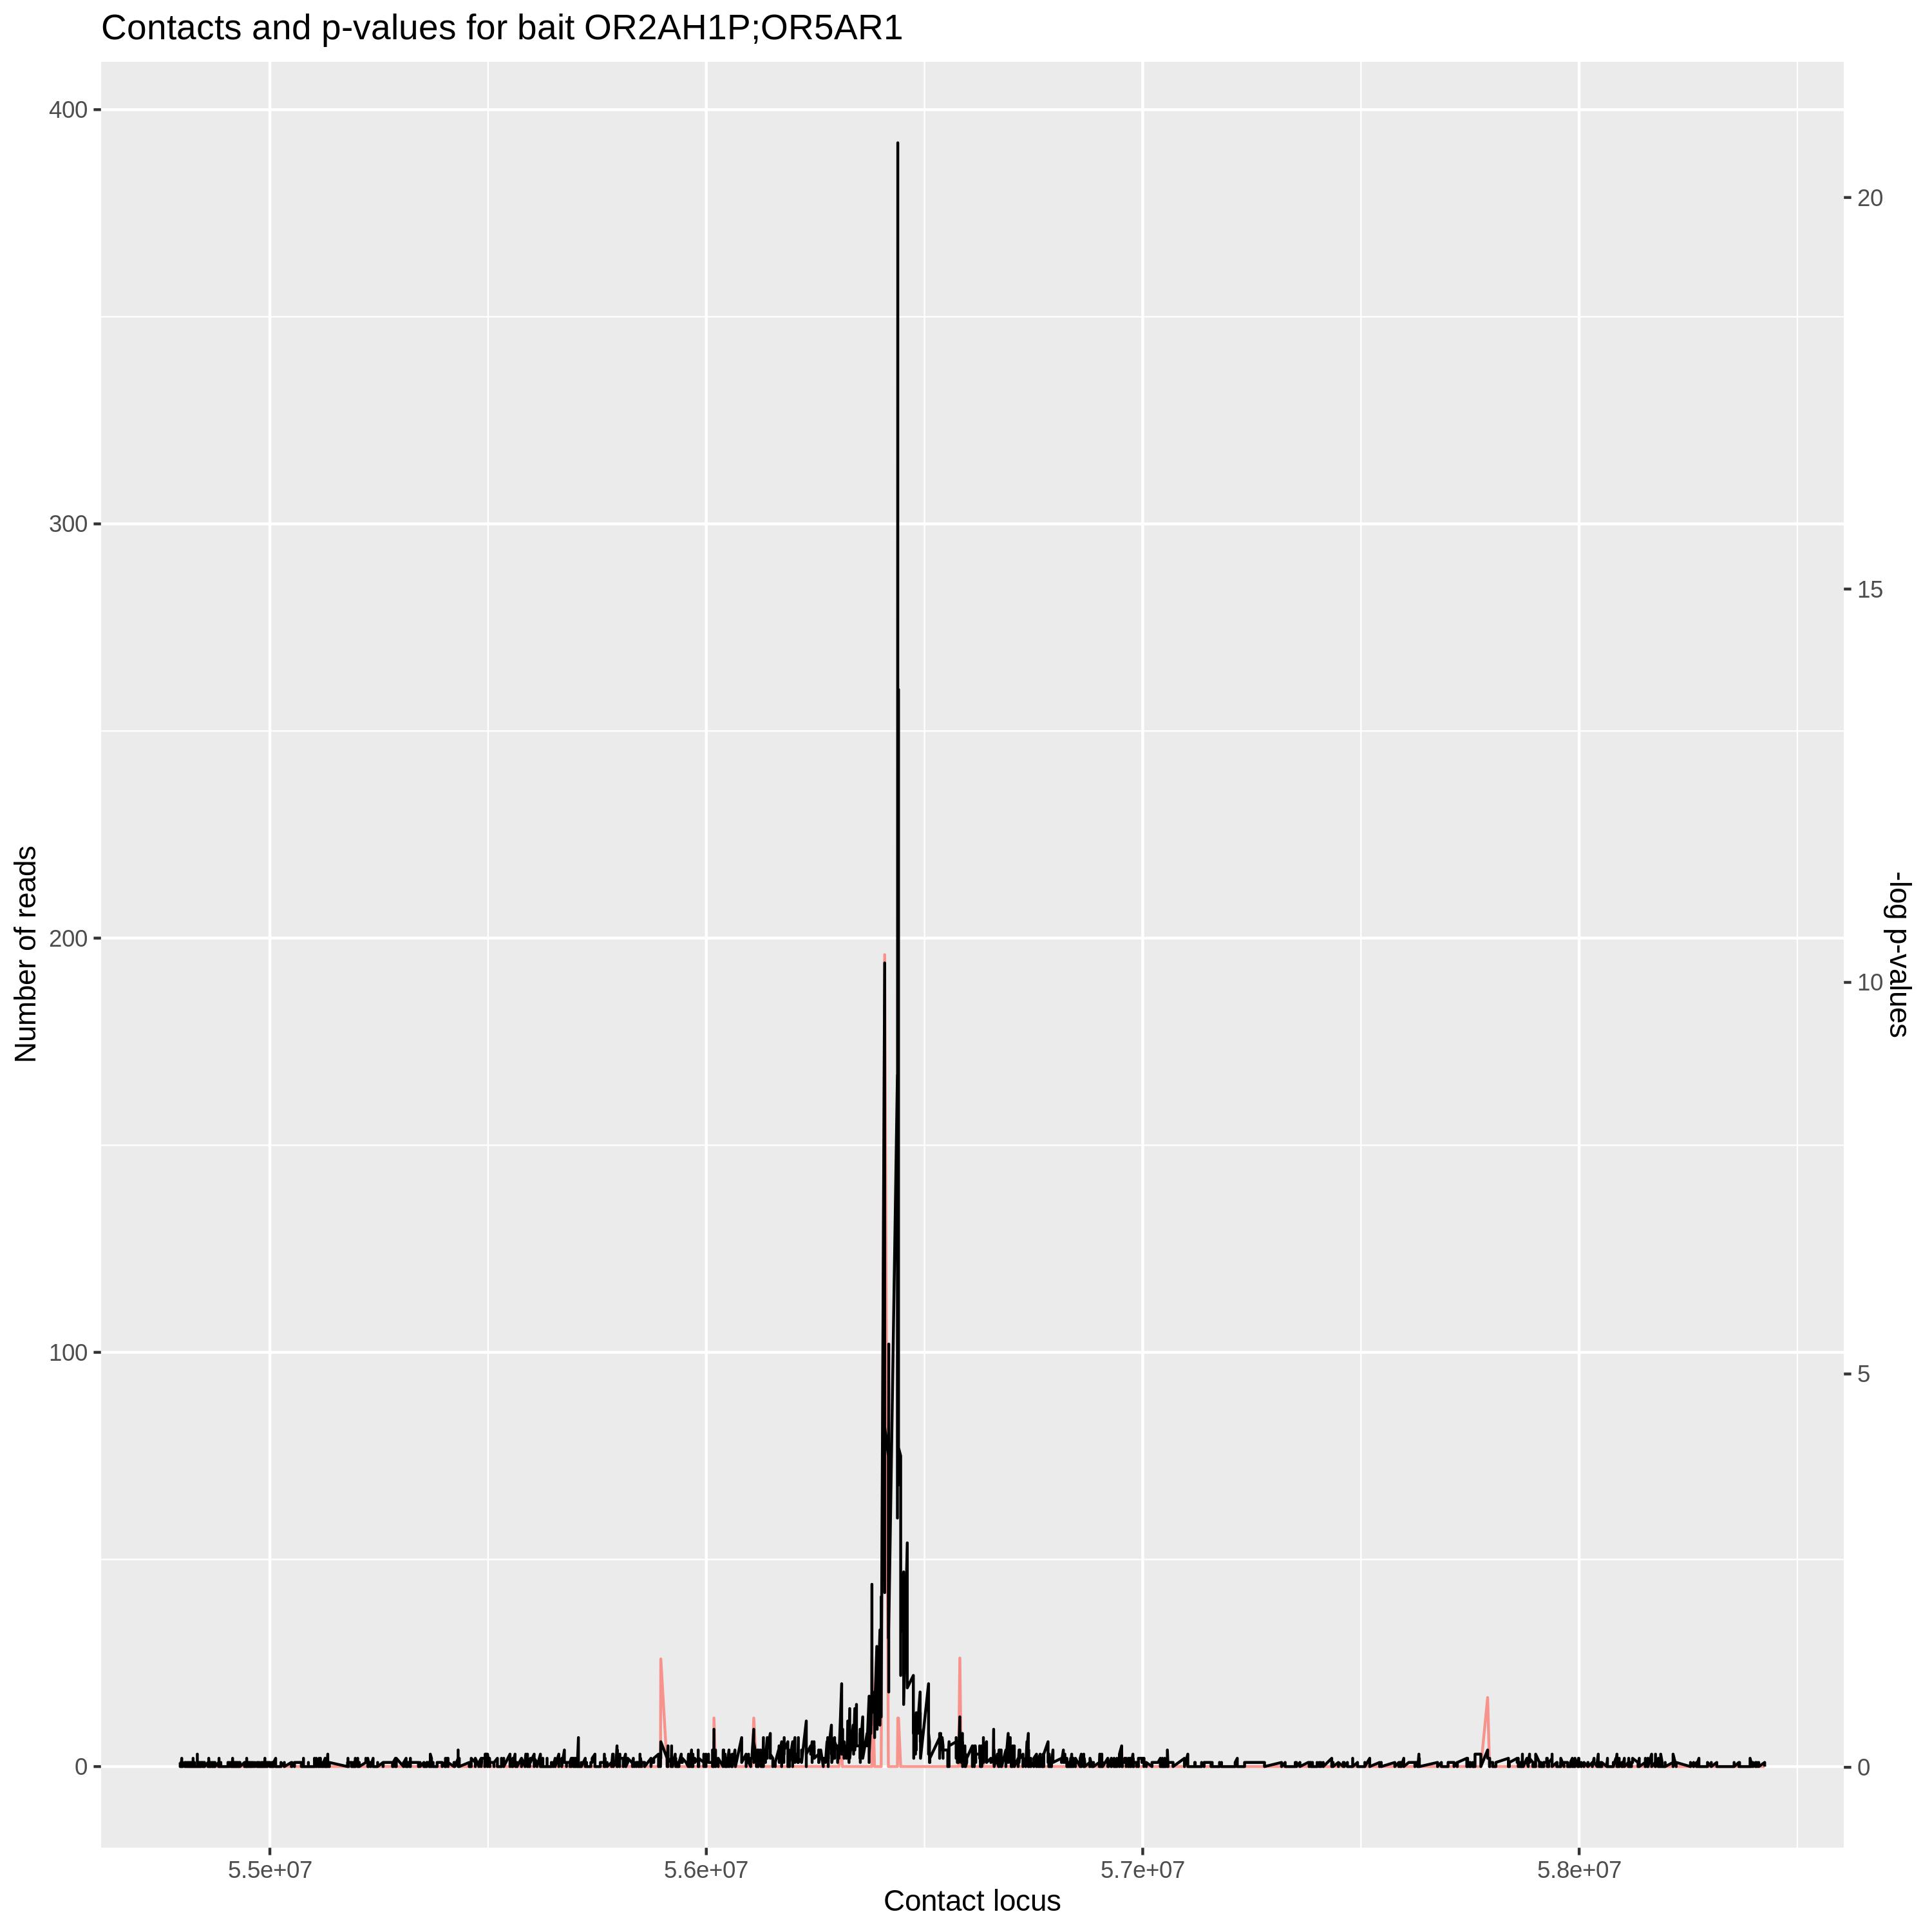 Contacts and p-values for bait OR2AH1P;OR5AR1
400
300
200
100
0
Number of reads
20
15
10
5
0
-log p-values
5.5e+07
5.6e+07
5.7e+07
5.8e+07
Contact locus